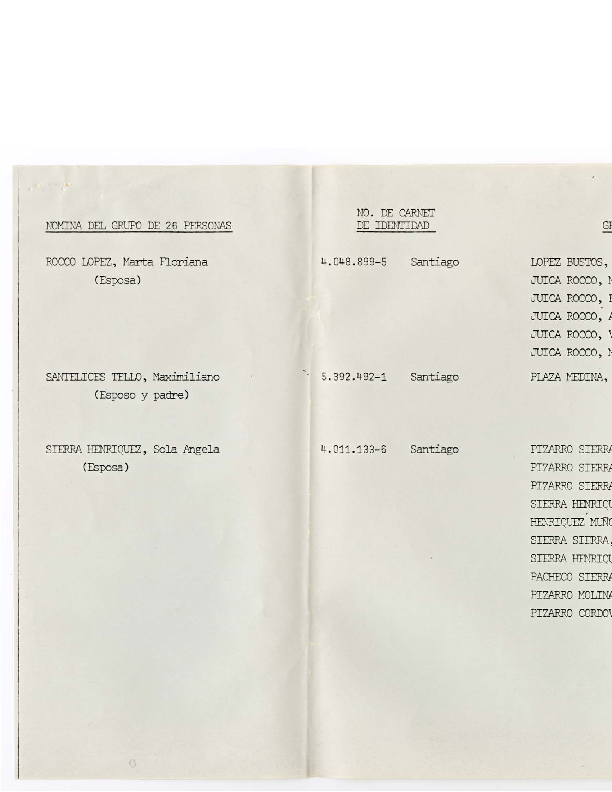 NO. DE CARNET
NOMINA DEL GRUPO DE 26 PERSONAS DE IDENTIDAD
ROCCO LOPEZ, Marta Floriana 4.048.899-5 Santiago LOPEZ BUSTOS,
(Esposa) JUICA ROCCO,
JUICA ROCCO,
JUICA ROCCO,
JUICA ROCCO,
JUICA ROCCO,
SANTELICES TELLO, Maximiliano 5.392.492-1 Santiago PLAZA MEDINA,
(Esposo y padre)
SIERRA HENRIQUEZ, Sola Angela 4.011.133-6 Santiago PIZARRO SIERRA
(Esposa) PIZARRO SIERRA
PIZARRO SIERRA
SIERRA HENRIQU
HENRIQUEZ MUÑO
SIERRA SIERRA,
SIERRA HENRIQU
PACHECO SIERRA
PIZARRO MOLINA
PIZARRO CORDOV